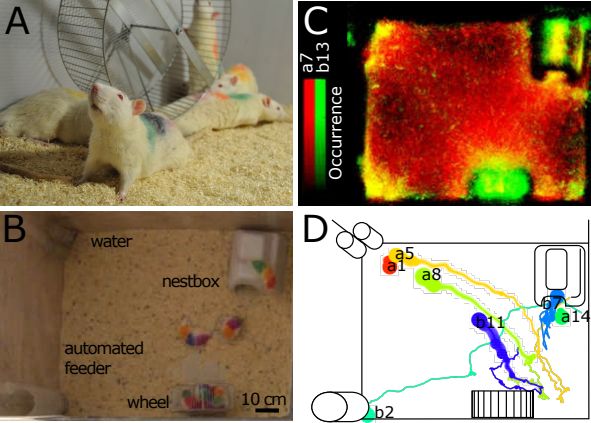 A
B
water
nestbox
automated
feeder
wheel
10 cm
C
a7
b13
Occurrence
D
a5
a1
a8
b11
b7
a14
b2